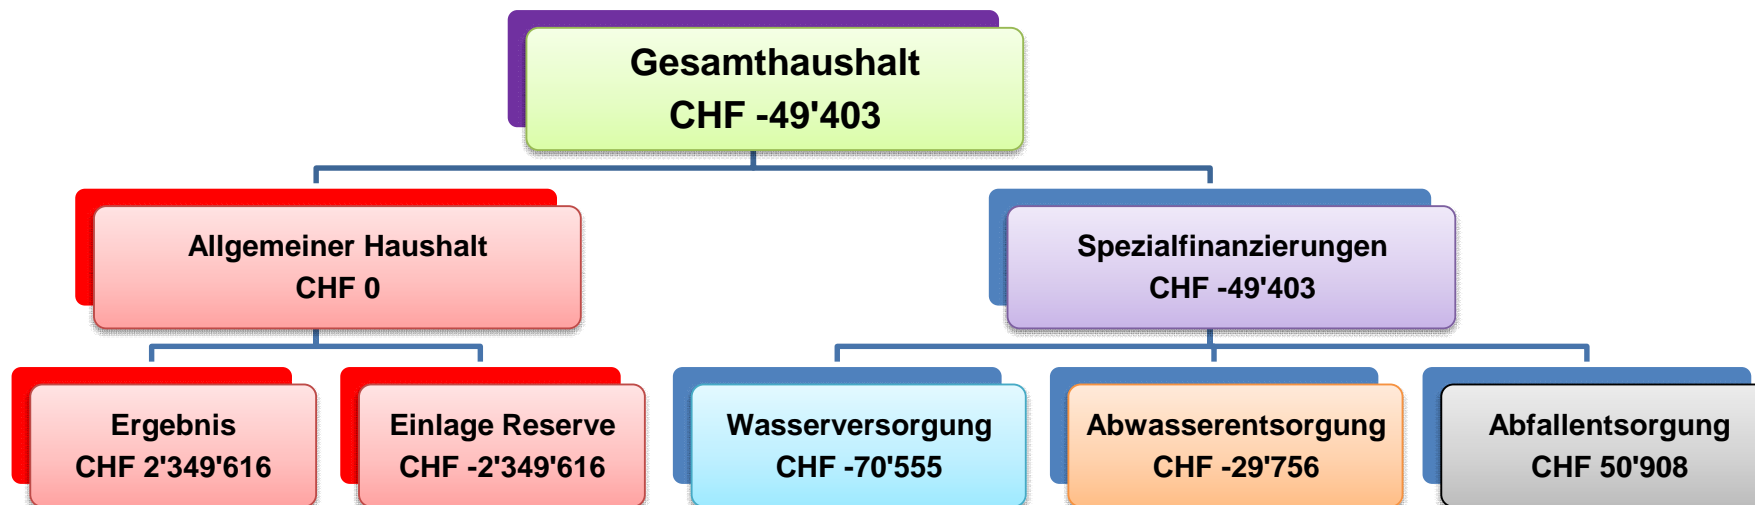 Gesamthaushalt
CHF -49'403
Allgemeiner Haushalt
CHF 0
Spezialfinanzierungen
CHF -49'403
Ergebnis
CHF 2'349'616
Einlage Reserve
CHF -2'349'616
Wasserversorgung
CHF -70'555
Abwasserentsorgung
CHF -29'756
Abfallentsorgung
CHF 50'908